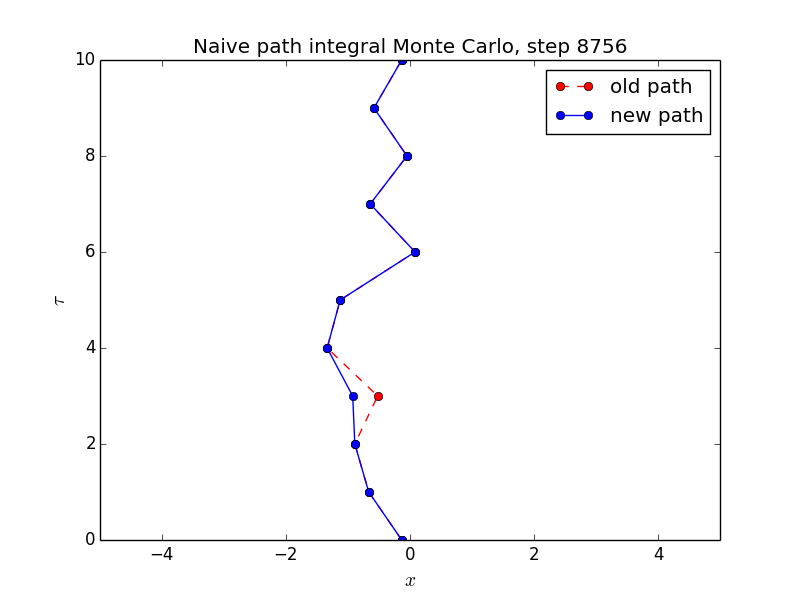 Naive path integral Monte Carlo, step 8756
old path
new path
10
8
6
4
2
0
τ
−4 −2 0 2 4
x